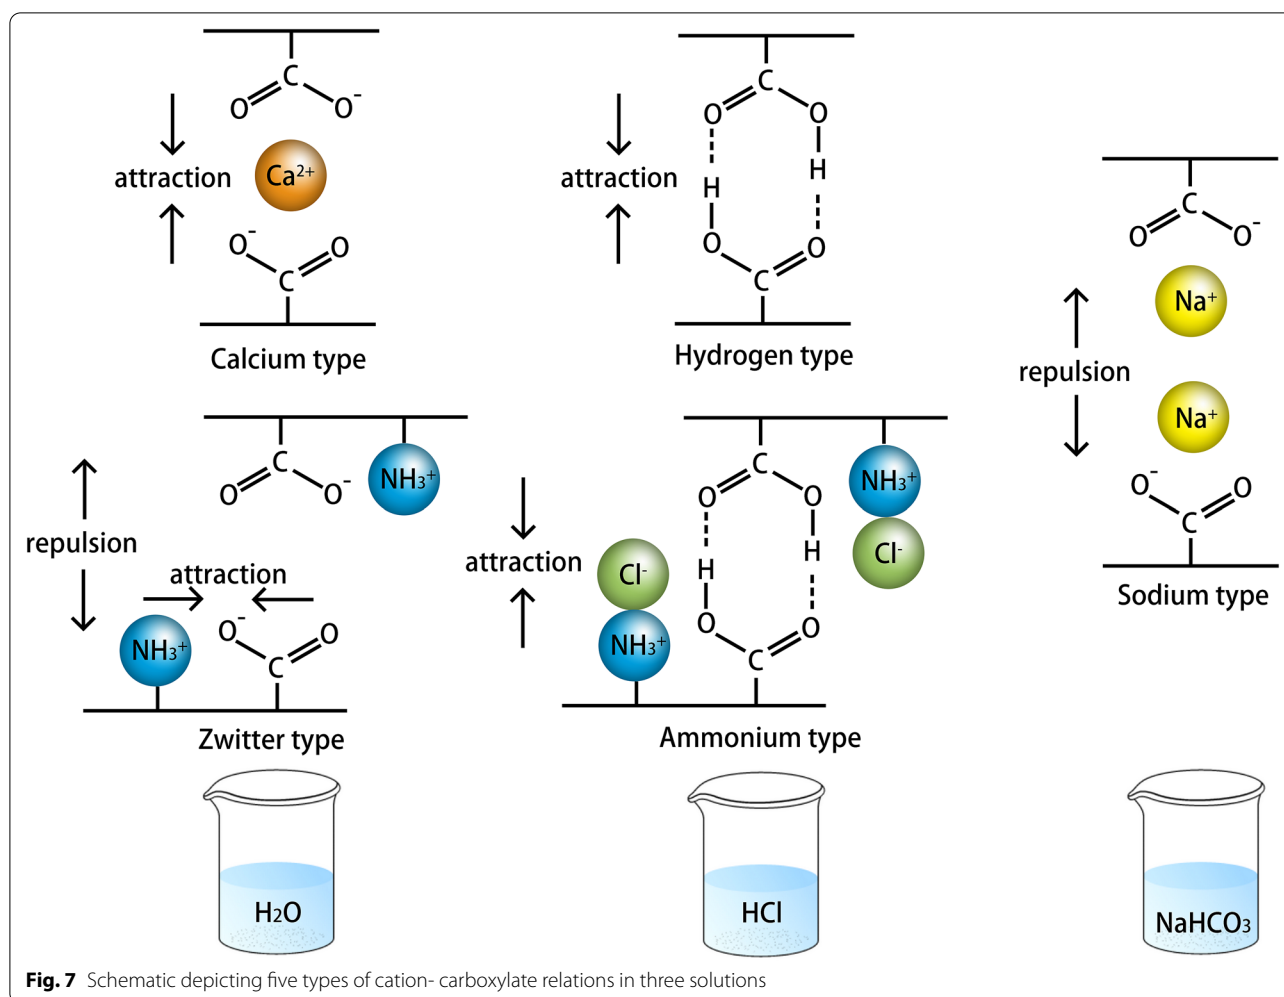 C
O
O-
attraction
Ca2+
O-
O
C
Calcium type
C
O
O
H
attraction
H
O
O
C
Hydrogen type
C
O
O-
Na+
repulsion
Na+
O-
O
C
Sodium type
C
O
O-
NH3+
repulsion
attraction
NH3+
O-
O
C
Zwitter type
C
O
O
NH3+
H
Cl-
attraction
H
Cl-
NH3+
O
O
C
Ammonium type
H2O
HCl
NaHCO3
Fig. 7 Schematic depicting five types of cation- carboxylate relations in three solutions